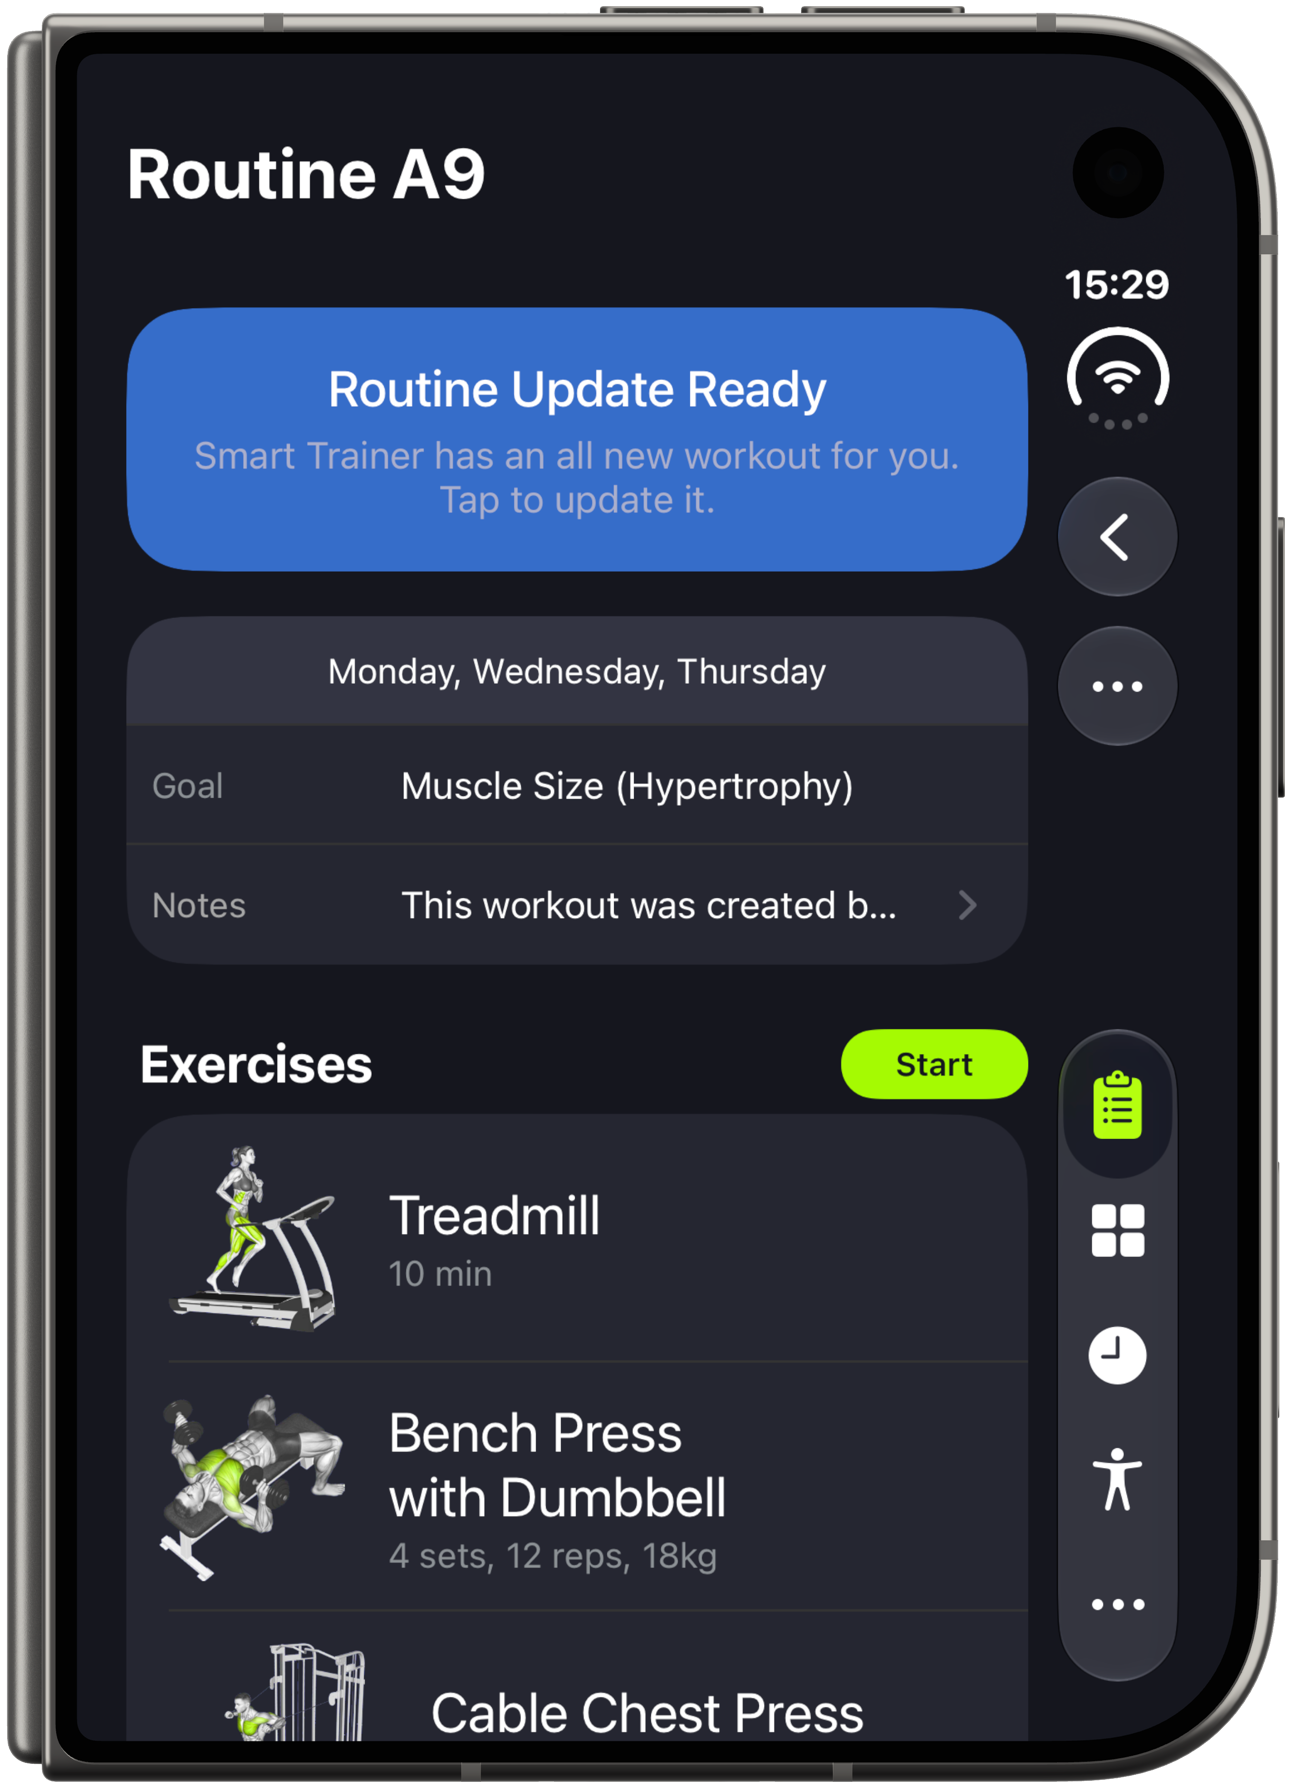 Routine A9
15:29
Routine Update Ready
Smart Trainer has an all new workout for you.
Tap to update it.
Monday, Wednesday, Thursday
Goal
Muscle Size (Hypertrophy)
Notes
This workout was created b...
Exercises
Start
Treadmill
10 min
Bench Press
with Dumbbell
4 sets, 12 reps, 18kg
Cable Chest Press